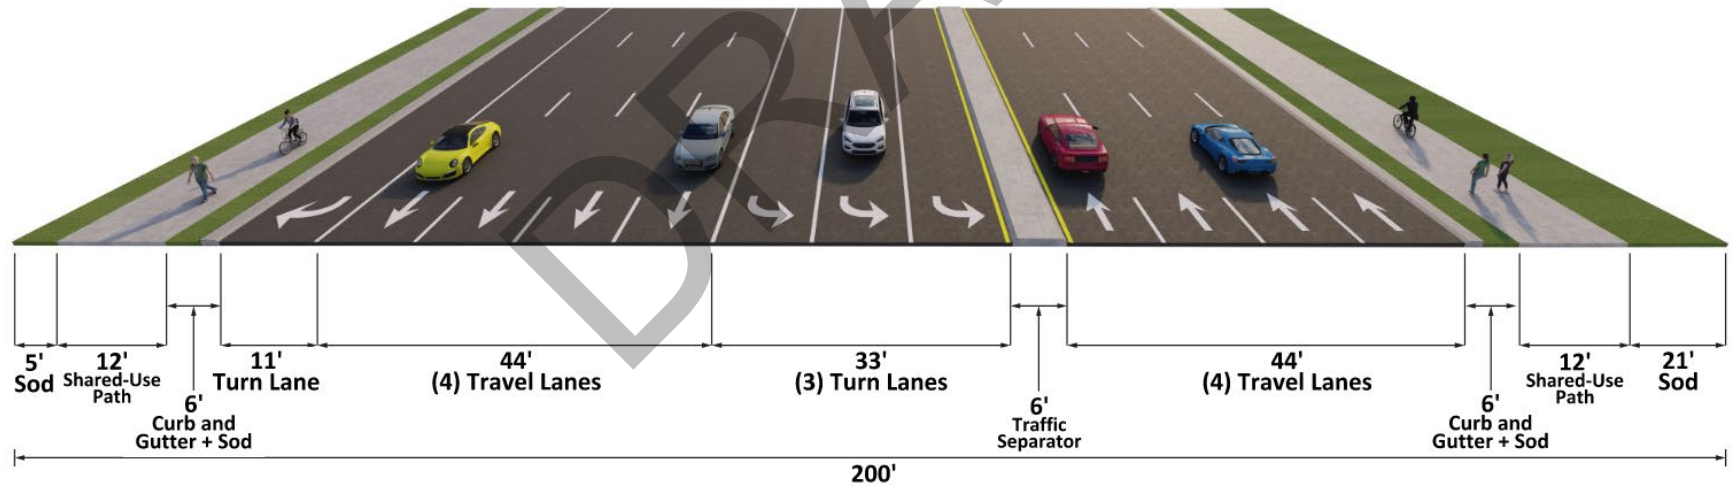 DRA
5'
Sod
12'
Shared-Use
Path
6'
Curb and
Gutter + Sod
11'
Turn Lane
44'
(4) Travel Lanes
33'
(3) Turn Lanes
6'
Traffic
Separator
44'
(4) Travel Lanes
6'
Curb and
Gutter + Sod
12'
Shared-Use
Path
21'
Sod
200'